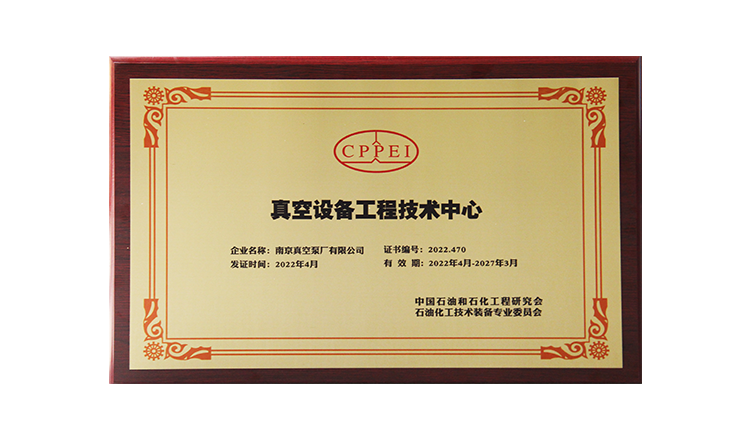 CPPEI
真空设备工程技术中心
企业名称：南京真空泵厂有限公司 证书编号：2022.470
发证时间：2022年4月 有 效 期：2022年4月-2027年3月
中国石油和石化工程研究会
石油化工技术装备专业委员会